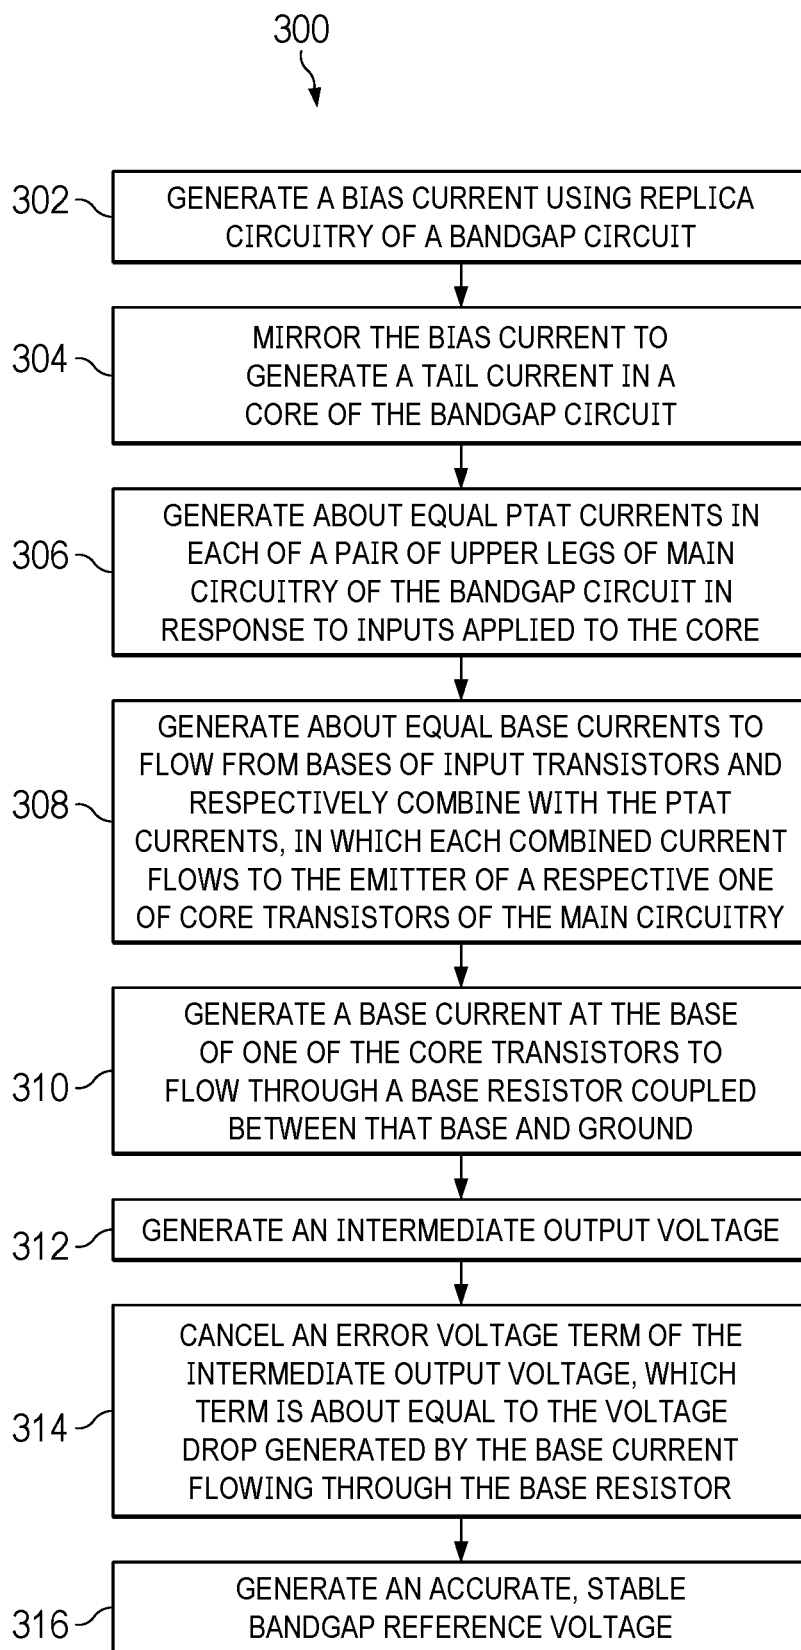 300
302
GENERATE A BIAS CURRENT USING REPLICA
CIRCUITRY OF A BANDGAP CIRCUIT
304
MIRROR THE BIAS CURRENT TO
GENERATE A TAIL CURRENT IN A
CORE OF THE BANDGAP CIRCUIT
306
GENERATE ABOUT EQUAL PTAT CURRENTS IN
EACH OF A PAIR OF UPPER LEGS OF MAIN
CIRCUITRY OF THE BANDGAP CIRCUIT IN
RESPONSE TO INPUTS APPLIED TO THE CORE
308
GENERATE ABOUT EQUAL BASE CURRENTS TO
FLOW FROM BASES OF INPUT TRANSISTORS AND
RESPECTIVELY COMBINE WITH THE PTAT
CURRENTS, IN WHICH EACH COMBINED CURRENT
FLOWS TO THE EMITTER OF A RESPECTIVE ONE
OF CORE TRANSISTORS OF THE MAIN CIRCUITRY
310
GENERATE A BASE CURRENT AT THE BASE
OF ONE OF THE CORE TRANSISTORS TO
FLOW THROUGH A BASE RESISTOR COUPLED
BETWEEN THAT BASE AND GROUND
312
GENERATE AN INTERMEDIATE OUTPUT VOLTAGE
314
CANCEL AN ERROR VOLTAGE TERM OF THE
INTERMEDIATE OUTPUT VOLTAGE, WHICH
TERM IS ABOUT EQUAL TO THE VOLTAGE
DROP GENERATED BY THE BASE CURRENT
FLOWING THROUGH THE BASE RESISTOR
316
GENERATE AN ACCURATE, STABLE
BANDGAP REFERENCE VOLTAGE